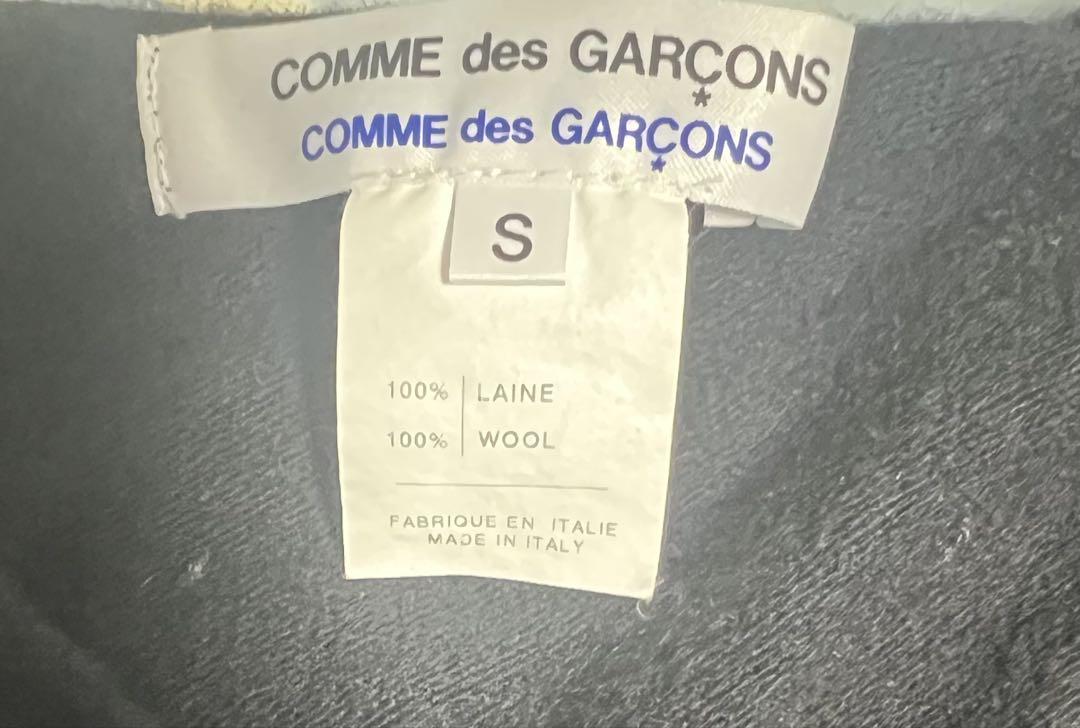 COMME des GARÇONS
*
COMME des GARÇONS
*
S
100% | LAINE
100% | WOOL
FABRIQUE EN ITALIE
MADE IN ITALY